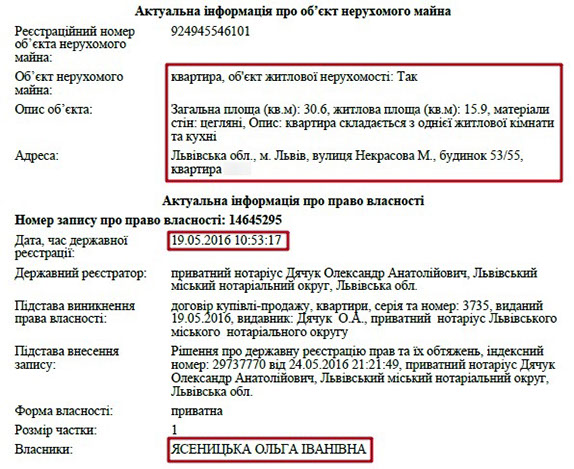 Актуальна інформація про об’єкт нерухомого майна
Реєстраційний номер 924945546101
об’єкта нерухомого
майна:
Об’єкт нерухомого квартира, об'єкт житлової нерухомості: Так
майна:
Опис об’єкта: Загальна площа (кв.м): 30.6, житлова площа (кв.м): 15.9, матеріали
стін: цегляні, Опис: квартира складається з однієї житлової кімнати
та кухні
Адреса: Львівська обл., м. Львів, вулиця Некрасова М., будинок 53/55,
квартира
Актуальна інформація про право власності
Номер запису про право власності: 14645295
Дата, час державної 19.05.2016 10:53:17
реєстрації:
Державний реєстратор: приватний нотаріус Дячук Олександр Анатолійович, Львівський
міський нотаріальний округ, Львівська обл.
Підстава виникнення договір купівлі-продажу, квартири, серія та номер: 3735, виданий
права власності: 19.05.2016, видавник: Дячук О.А., приватний нотаріус Львівського
міського нотаріального округу
Підстава внесення Рішення про державну реєстрацію прав та їх обтяжень, індексний
запису: номер: 29737770 від 24.05.2016 21:21:49, приватний нотаріус Дячук
Олександр Анатолійович, Львівський міський нотаріальний округ,
Львівська обл.
Форма власності: приватна
Розмір частки: 1
Власники: ЯСЕНИЦЬКА ОЛЬГА ІВАНІВНА